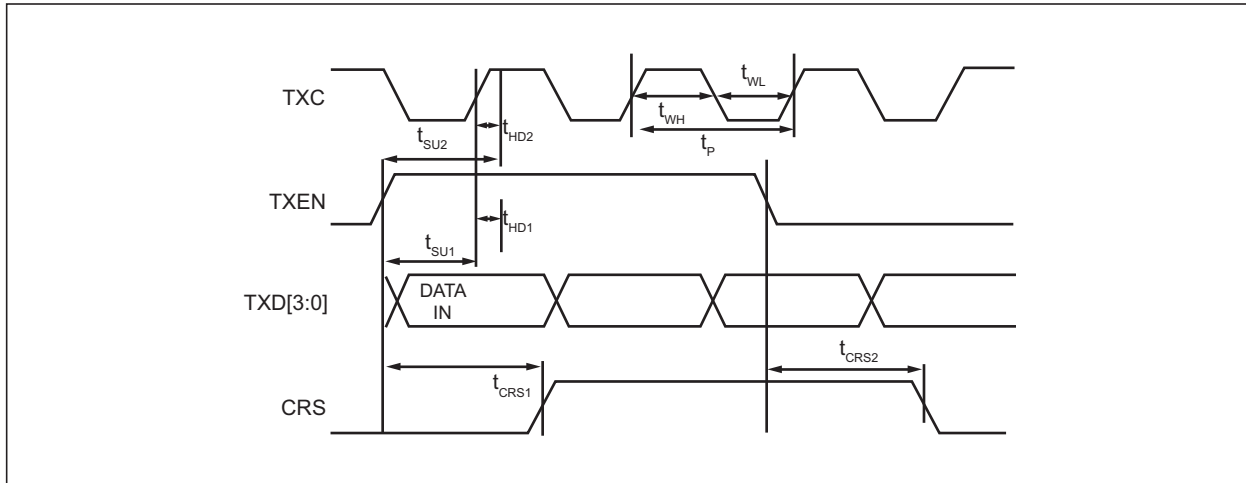 TXC
t_WL
t_WH
t_P
t_SU2
t_HD2
TXEN
t_HD1
t_SU1
TXD[3:0]
DATA
IN
t_CRS1
t_CRS2
CRS